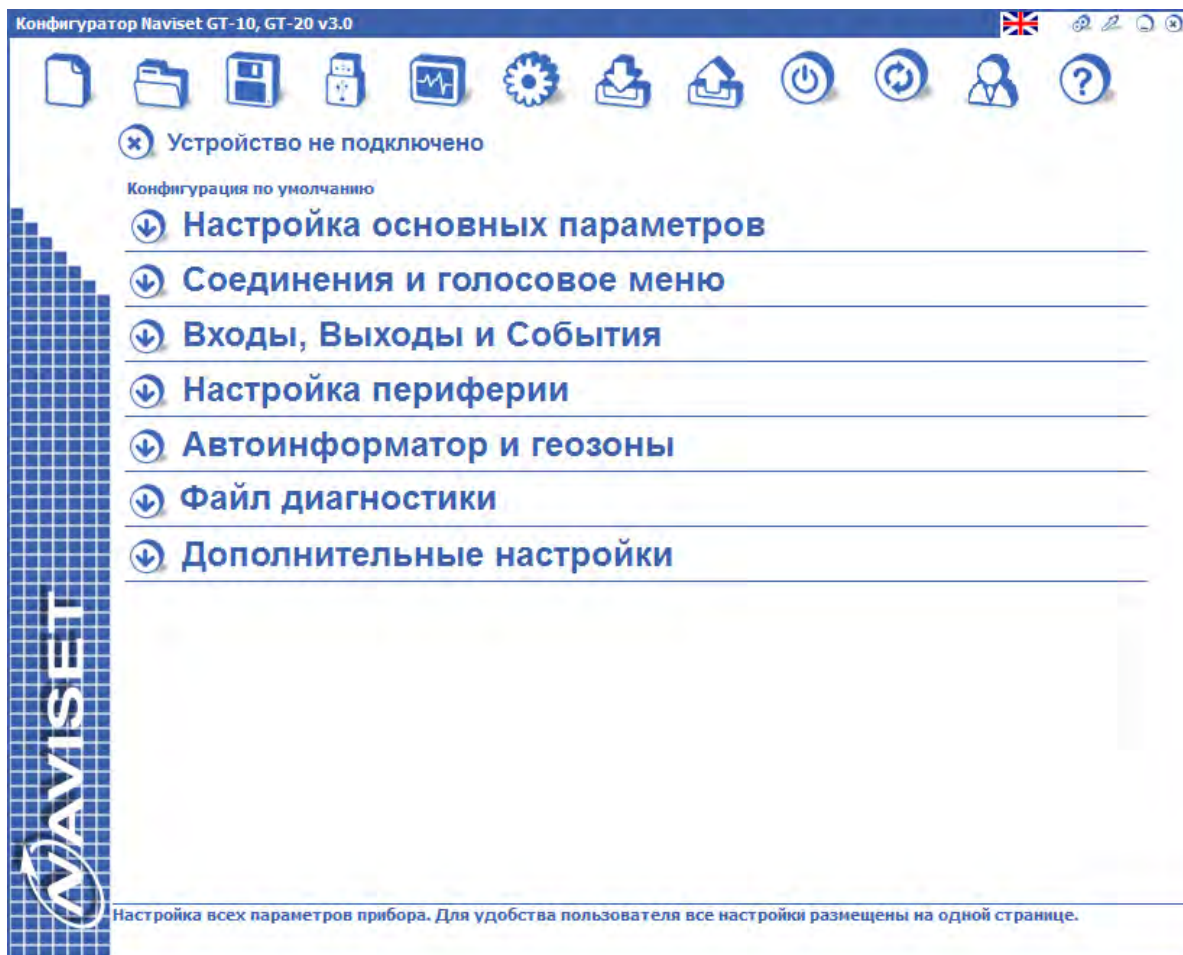 Конфигуратор Naviset GT-10, GT-20 v3.0
Устройство не подключено
Конфигурация по умолчанию
Настройка основных параметров
Соединения и голосовое меню
Входы, Выходы и События
Настройка периферии
Автоинформатор и геозоны
Файл диагностики
Дополнительные настройки
NAVISET
Настройка всех параметров прибора. Для удобства пользователя все настройки размещены на одной странице.